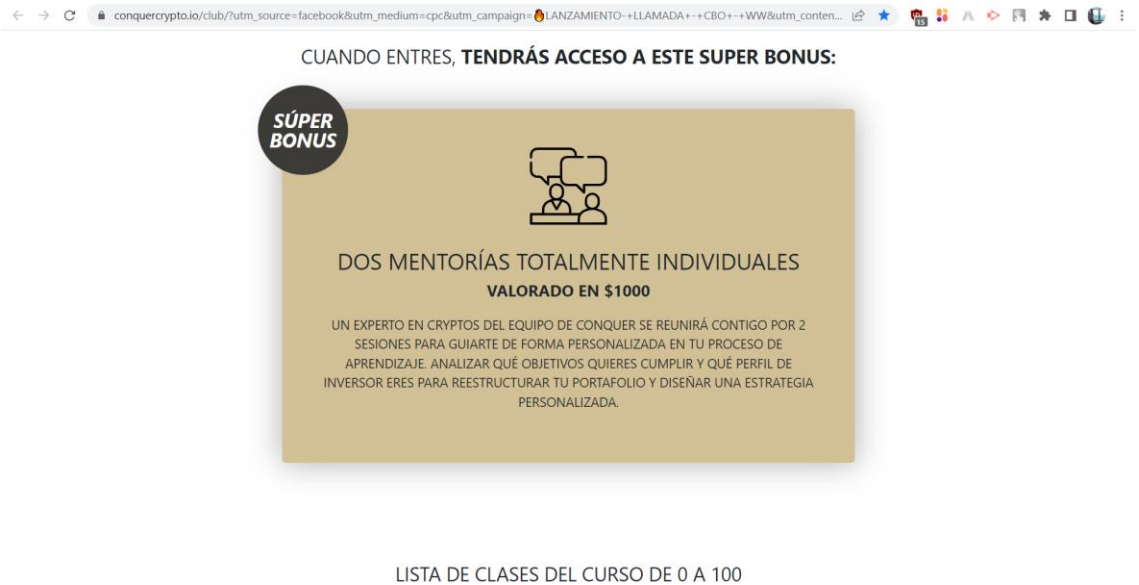 conquercrypto.io/club/?utm_source=facebook&utm_medium=cpc&utm_campaign=🔥LANZAMIENTO-+LLAMADA+-+CBO+-+WW&utm_conten...
15
CUANDO ENTRES, TENDRÁS ACCESO A ESTE SUPER BONUS:
SÚPER
BONUS
DOS MENTORÍAS TOTALMENTE INDIVIDUALES
VALORADO EN $1000
UN EXPERTO EN CRYPTOS DEL EQUIPO DE CONQUER SE REUNIRÁ CONTIGO POR 2
SESIONES PARA GUIARTE DE FORMA PERSONALIZADA EN TU PROCESO DE
APRENDIZAJE. ANALIZAR QUÉ OBJETIVOS QUIERES CUMPLIR Y QUÉ PERFIL DE
INVERSOR ERES PARA REESTRUCTURAR TU PORTAFOLIO Y DISEÑAR UNA ESTRATEGIA
PERSONALIZADA.
LISTA DE CLASES DEL CURSO DE 0 A 100